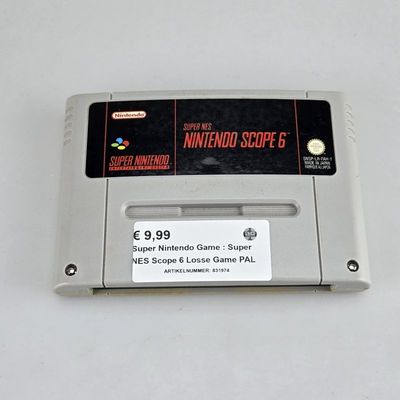 Nintendo
SUPER NES
NINTENDO SCOPE 6™
SUPER NINTENDO
ENTERTAINMENT SYSTEM
MADE IN JAPAN
€ 9,99
Super Nintendo Game : Super
NES Scope 6 Losse Game PAL
ARTIKELNUMMER: 831974